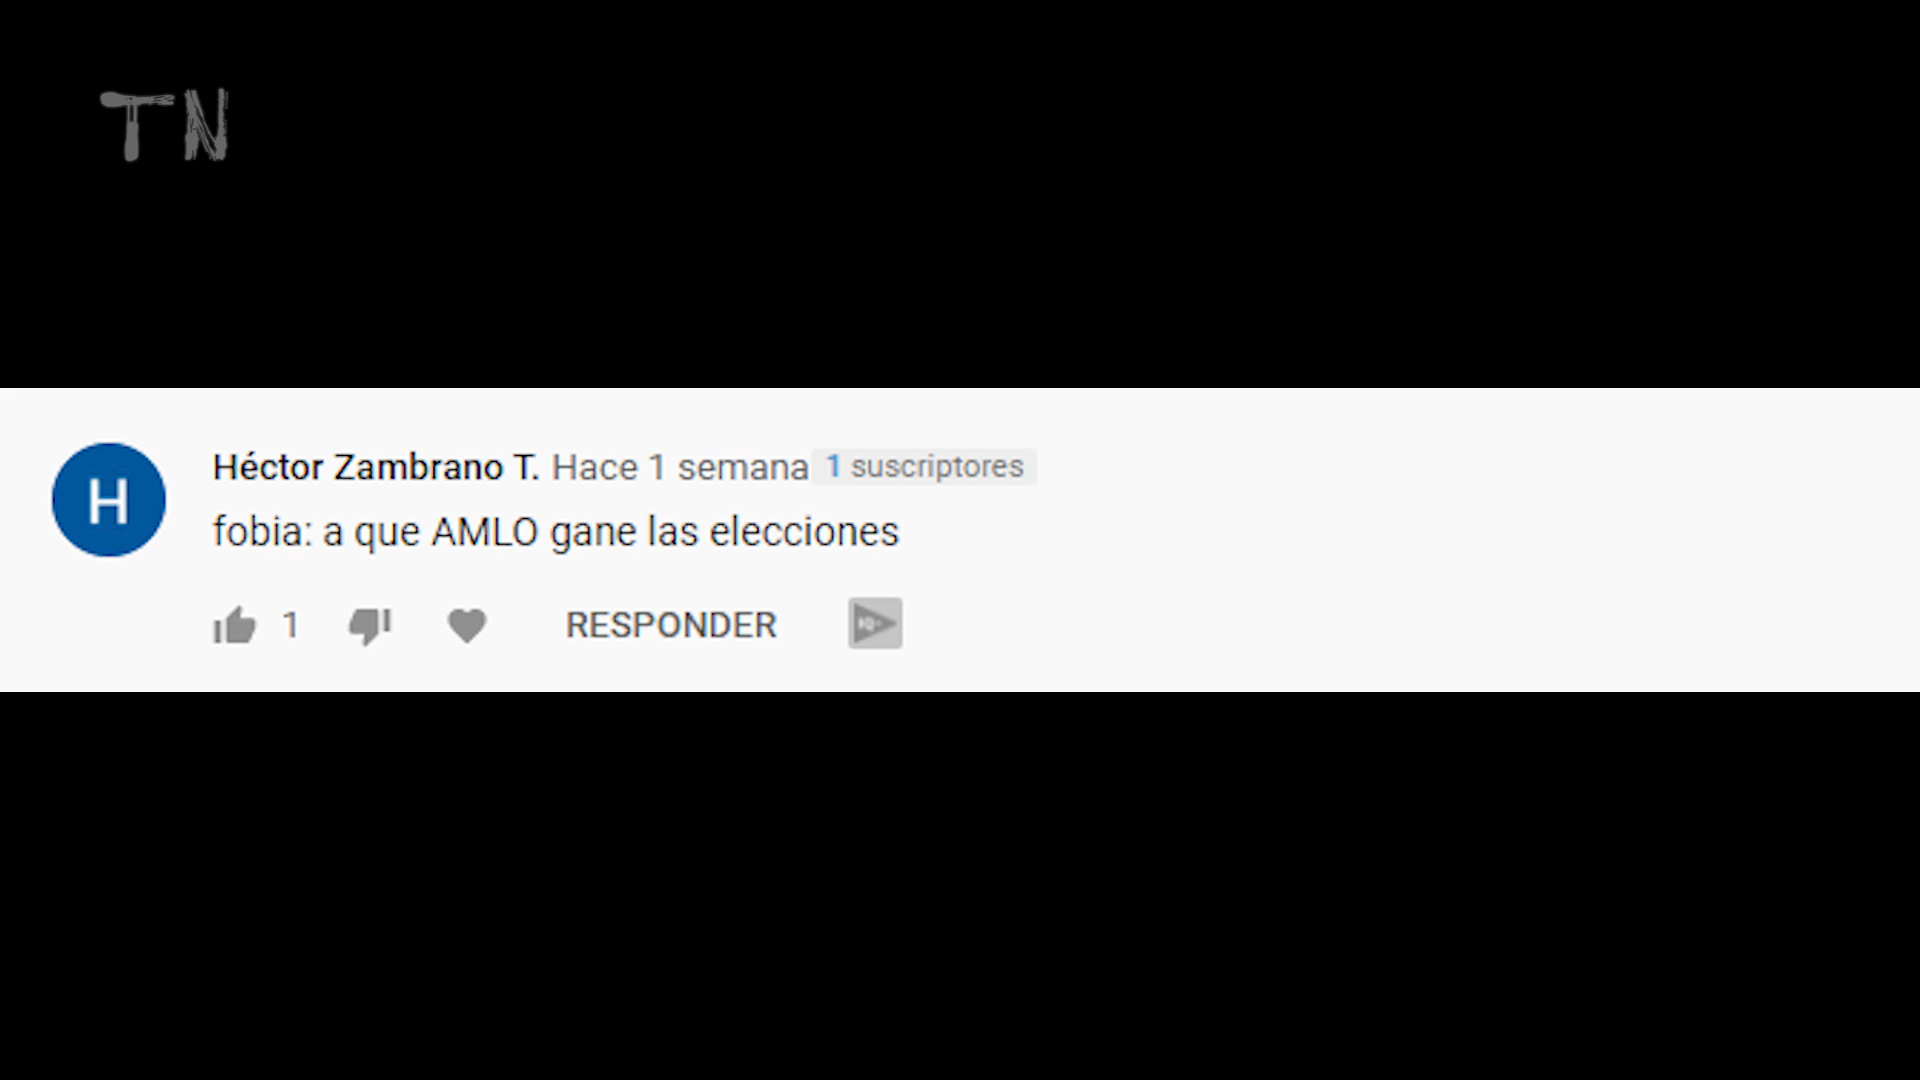 TN
Héctor Zambrano T. Hace 1 semana 1 suscriptores
fobia: a que AMLO gane las elecciones
1 RESPONDER